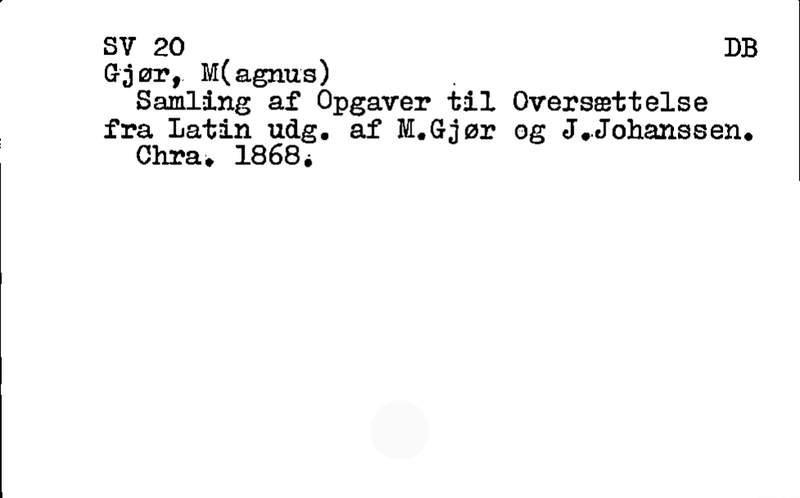 SV 20 DB
Gjør, M(agnus)
Samling af Opgaver til Oversættelse
fra Latin udg. af M.Gjør og J.Johanssen.
Chra. 1868.